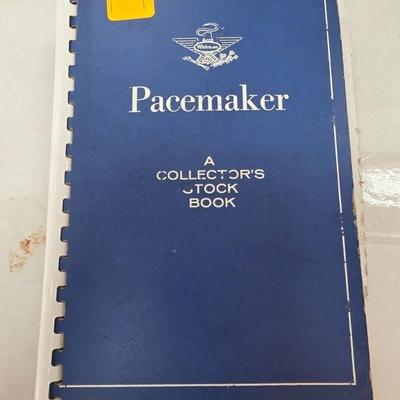 Whitman
Pacemaker
A
COLLECTOR'S
STOCK
BOOK